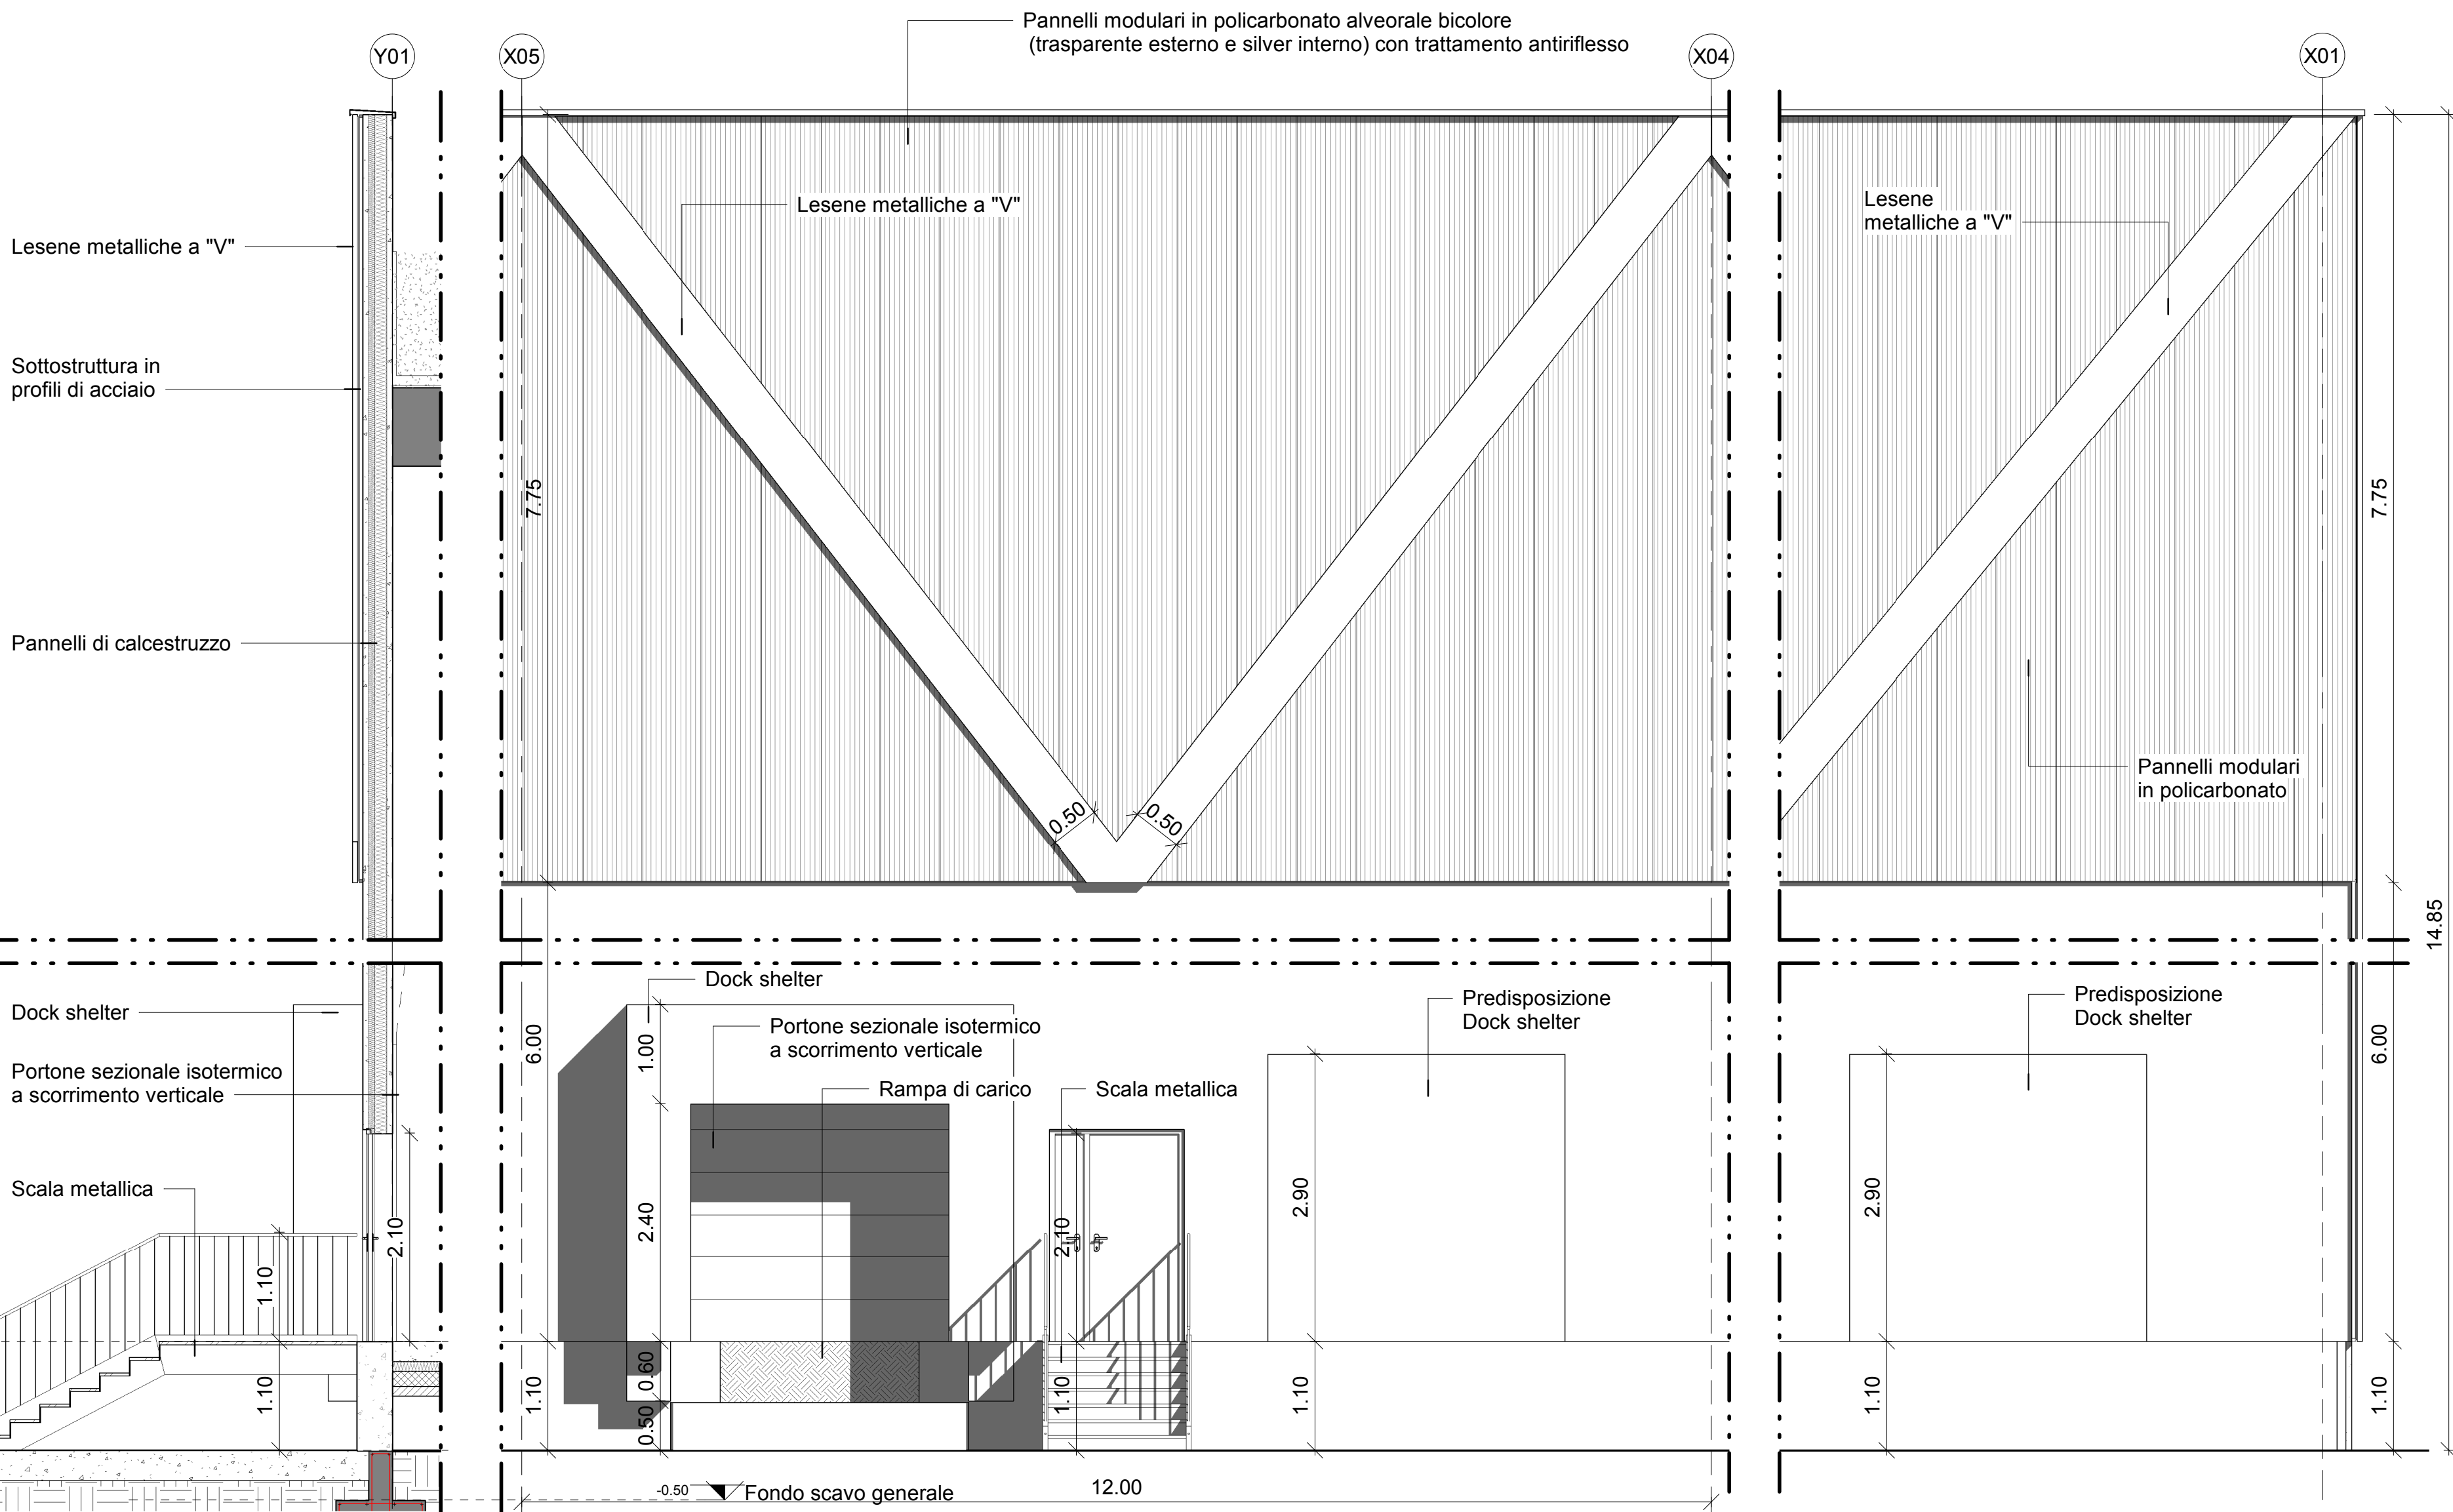 Pannelli modulari in policarbonato alveorale bicolore
(trasparente esterno e silver interno) con trattamento antiriflesso
Y01
X05
X04
X01
Lesene metalliche a "V"
Lesene
metalliche a "V"
Lesene metalliche a "V"
Sottostruttura in
profili di acciaio
7.75
7.75
Pannelli di calcestruzzo
Pannelli modulari
in policarbonato
0.50
0.50
14.85
Dock shelter
Dock shelter
Predisposizione
Dock shelter
Predisposizione
Dock shelter
Portone sezionale isotermico
a scorrimento verticale
6.00
1.00
6.00
Portone sezionale isotermico
a scorrimento verticale
Rampa di carico
Scala metallica
Scala metallica
2.10
2.40
2.10
2.90
2.90
1.10
1.10
1.10
0.60
0.50
1.10
1.10
1.10
1.10
-0.50
Fondo scavo generale
12.00